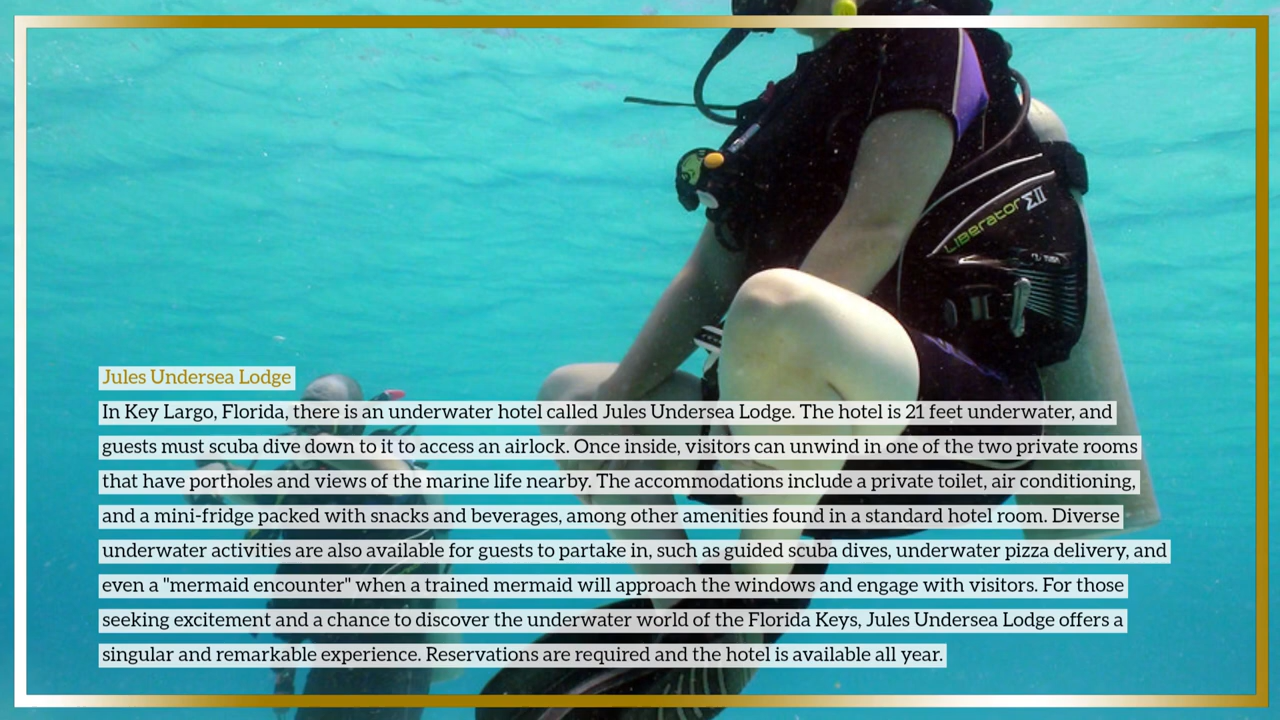 LIBerator ΣII
Jules Undersea Lodge
In Key Largo, Florida, there is an underwater hotel called Jules Undersea Lodge. The hotel is 21 feet underwater, and
guests must scuba dive down to it to access an airlock. Once inside, visitors can unwind in one of the two private rooms
that have portholes and views of the marine life nearby. The accommodations include a private toilet, air conditioning,
and a mini-fridge packed with snacks and beverages, among other amenities found in a standard hotel room. Diverse
underwater activities are also available for guests to partake in, such as guided scuba dives, underwater pizza delivery, and
even a "mermaid encounter" when a trained mermaid will approach the windows and engage with visitors. For those
seeking excitement and a chance to discover the underwater world of the Florida Keys, Jules Undersea Lodge offers a
singular and remarkable experience. Reservations are required and the hotel is available all year.